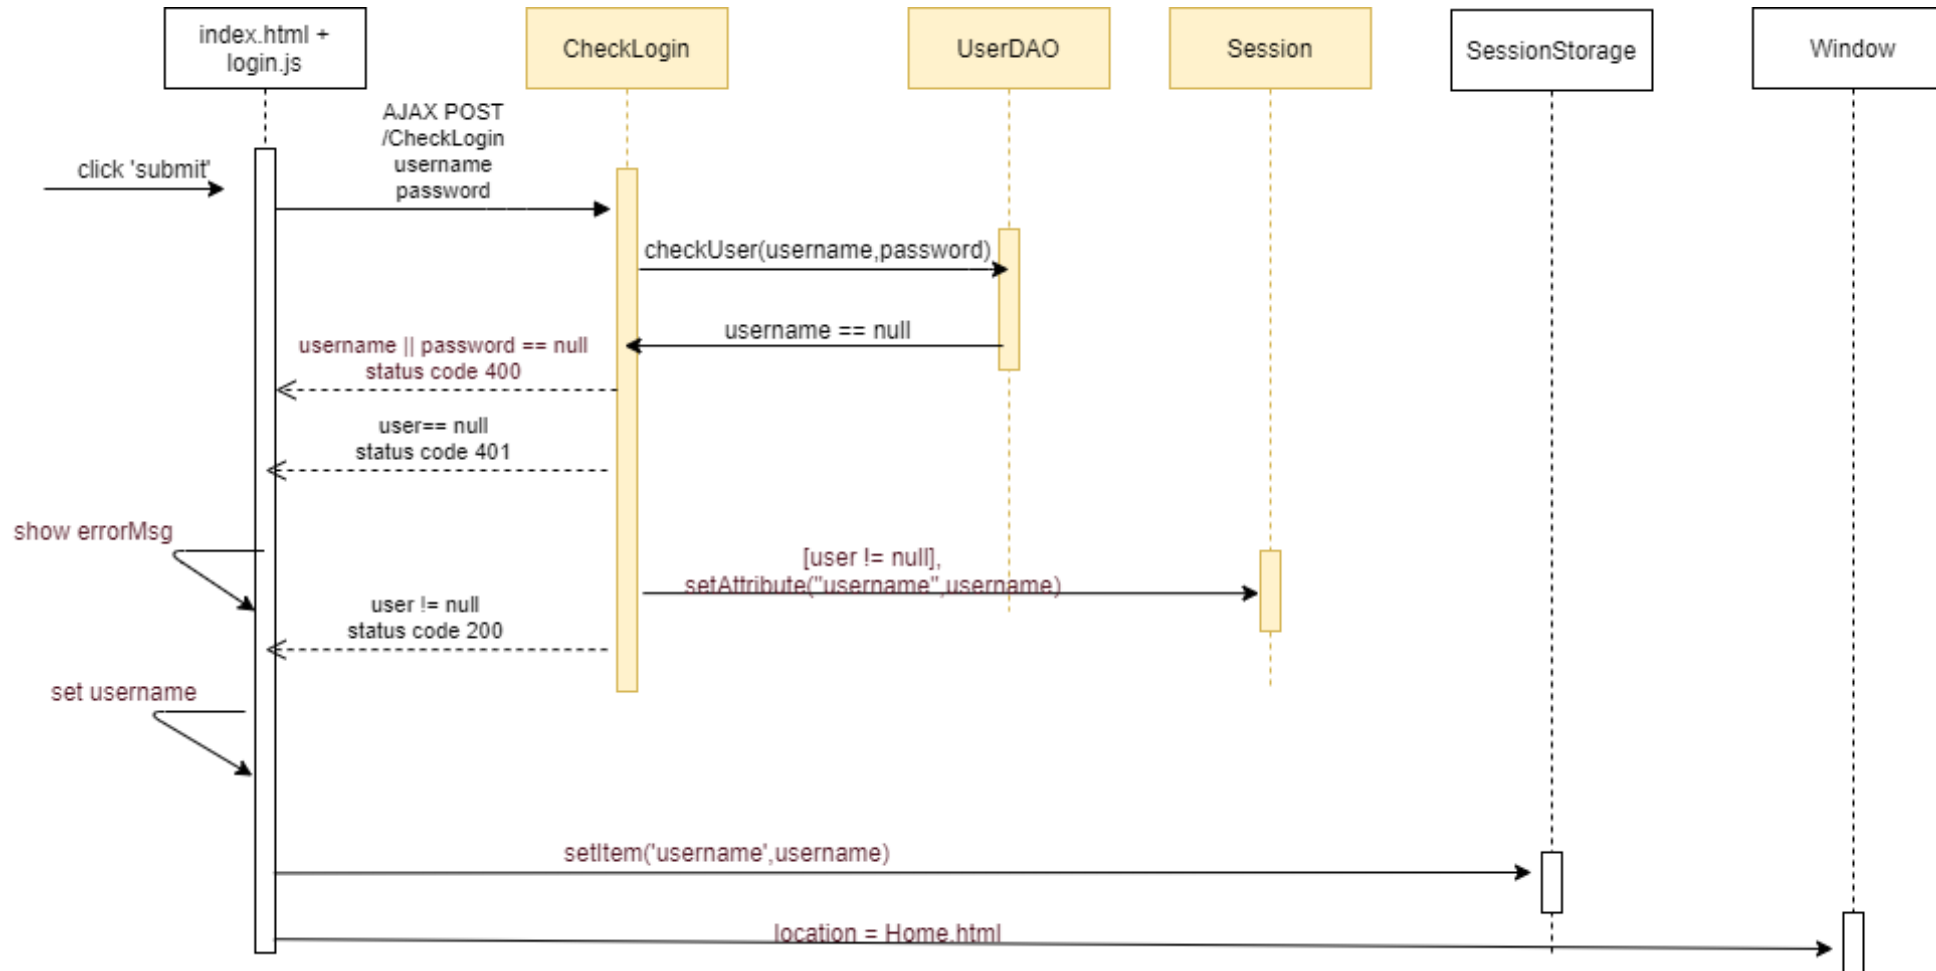 index.html +
login.js
CheckLogin
UserDAO
Session
SessionStorage
Window
AJAX POST
/CheckLogin
username
password
click 'submit'
checkUser(username,password)
username == null
username || password == null
status code 400
user== null
status code 401
show errorMsg
[user != null],
setAttribute("username",username)
user != null
status code 200
set username
setItem('username',username)
location = Home.html